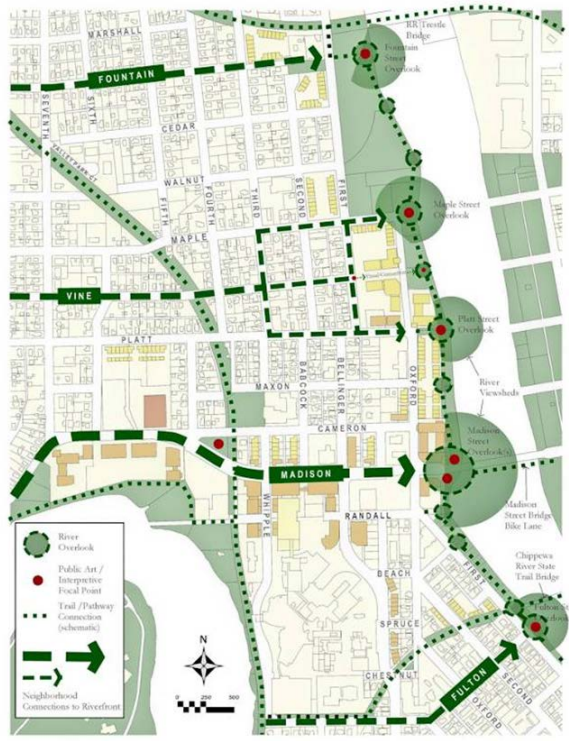 MARSHALL
RR Trestle
Bridge
Fountain
Street
Overlook
FOUNTAIN
SEVENTH
SIXTH
CEDAR
WALNUT
FIFTH
FOURTH
THIRD
SECOND
FIRST
MAPLE
Maple Street
Overlook
VINE
PLATT
Platt Street
Overlook
MAXON
BABCOCK
BELLINGER
OXFORD
River
Viewsheds
CAMERON
Madison
Street
Overlook(s)
MADISON
WHIPPLE
RANDALL
Madison
Street Bridge
Bike Lane
FIRST
Chippewa
River State
Trail Bridge
BEACH
SPRUCE
CHESTNUT
FULTON
SECOND
OXFORD
River
Overlook
Public Art /
Interpretive
Focal Point
Trail /Pathway
Connection
(schematic)
Neighborhood
Connections to Riverfront
N
0
250
500